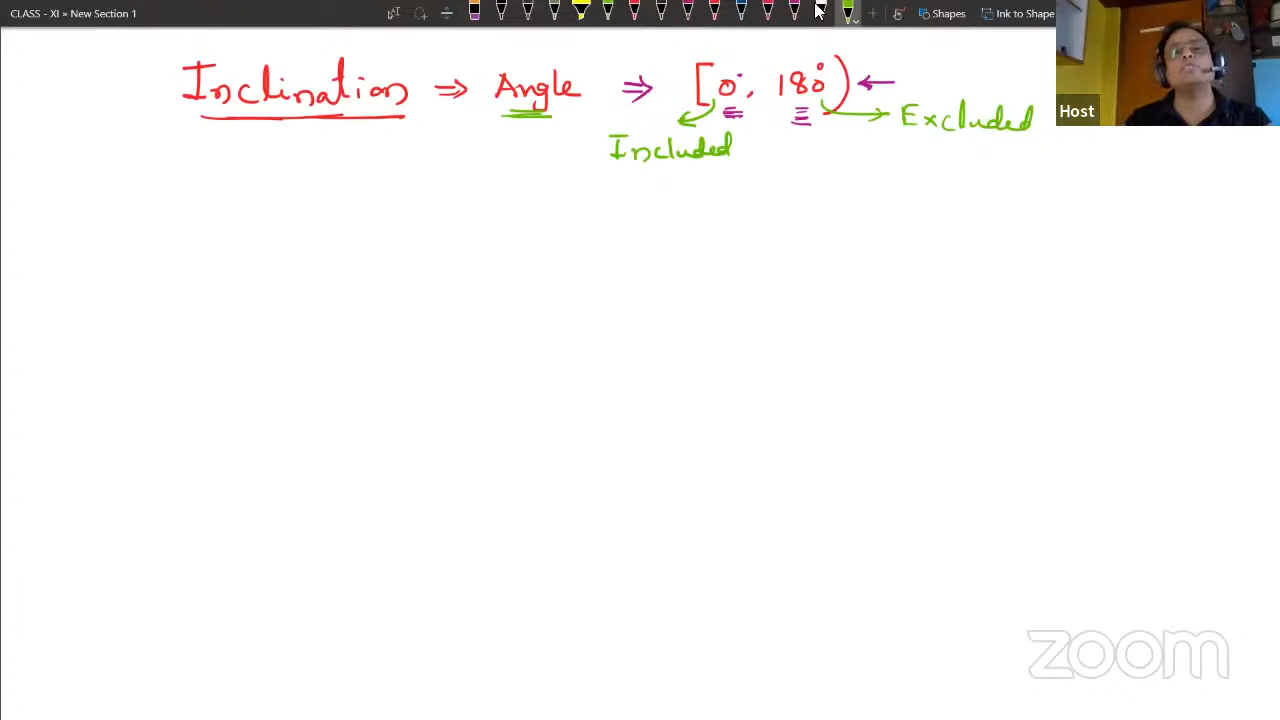 CLASS - XI » New Section 1
Shapes
Ink to Shape
Inclination ⇒ Angle ⇒ [0°, 180°) ←
Included
Excluded
Host
zoom